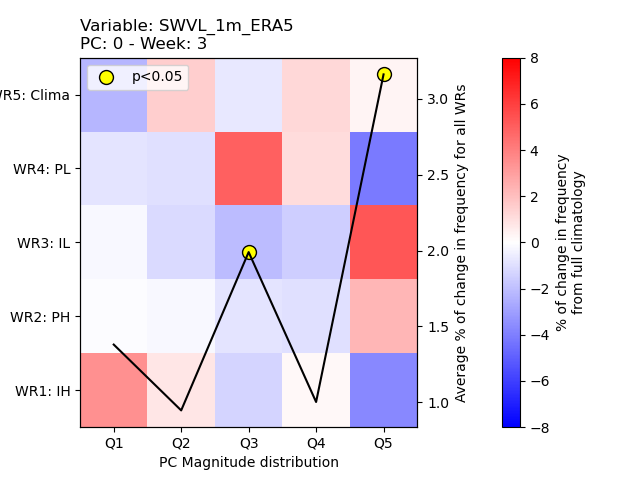 Variable: SWVL_1m_ERA5
PC: 0 - Week: 3
p<0.05
WR5: Clima
WR4: PL
WR3: IL
WR2: PH
WR1: IH
Q1 Q2 Q3 Q4 Q5
PC Magnitude distribution
3.0
2.5
2.0
1.5
1.0
Average % of change in frequency for all WRs
8
6
4
2
0
−2
−4
−6
−8
% of change in frequency
from full climatology